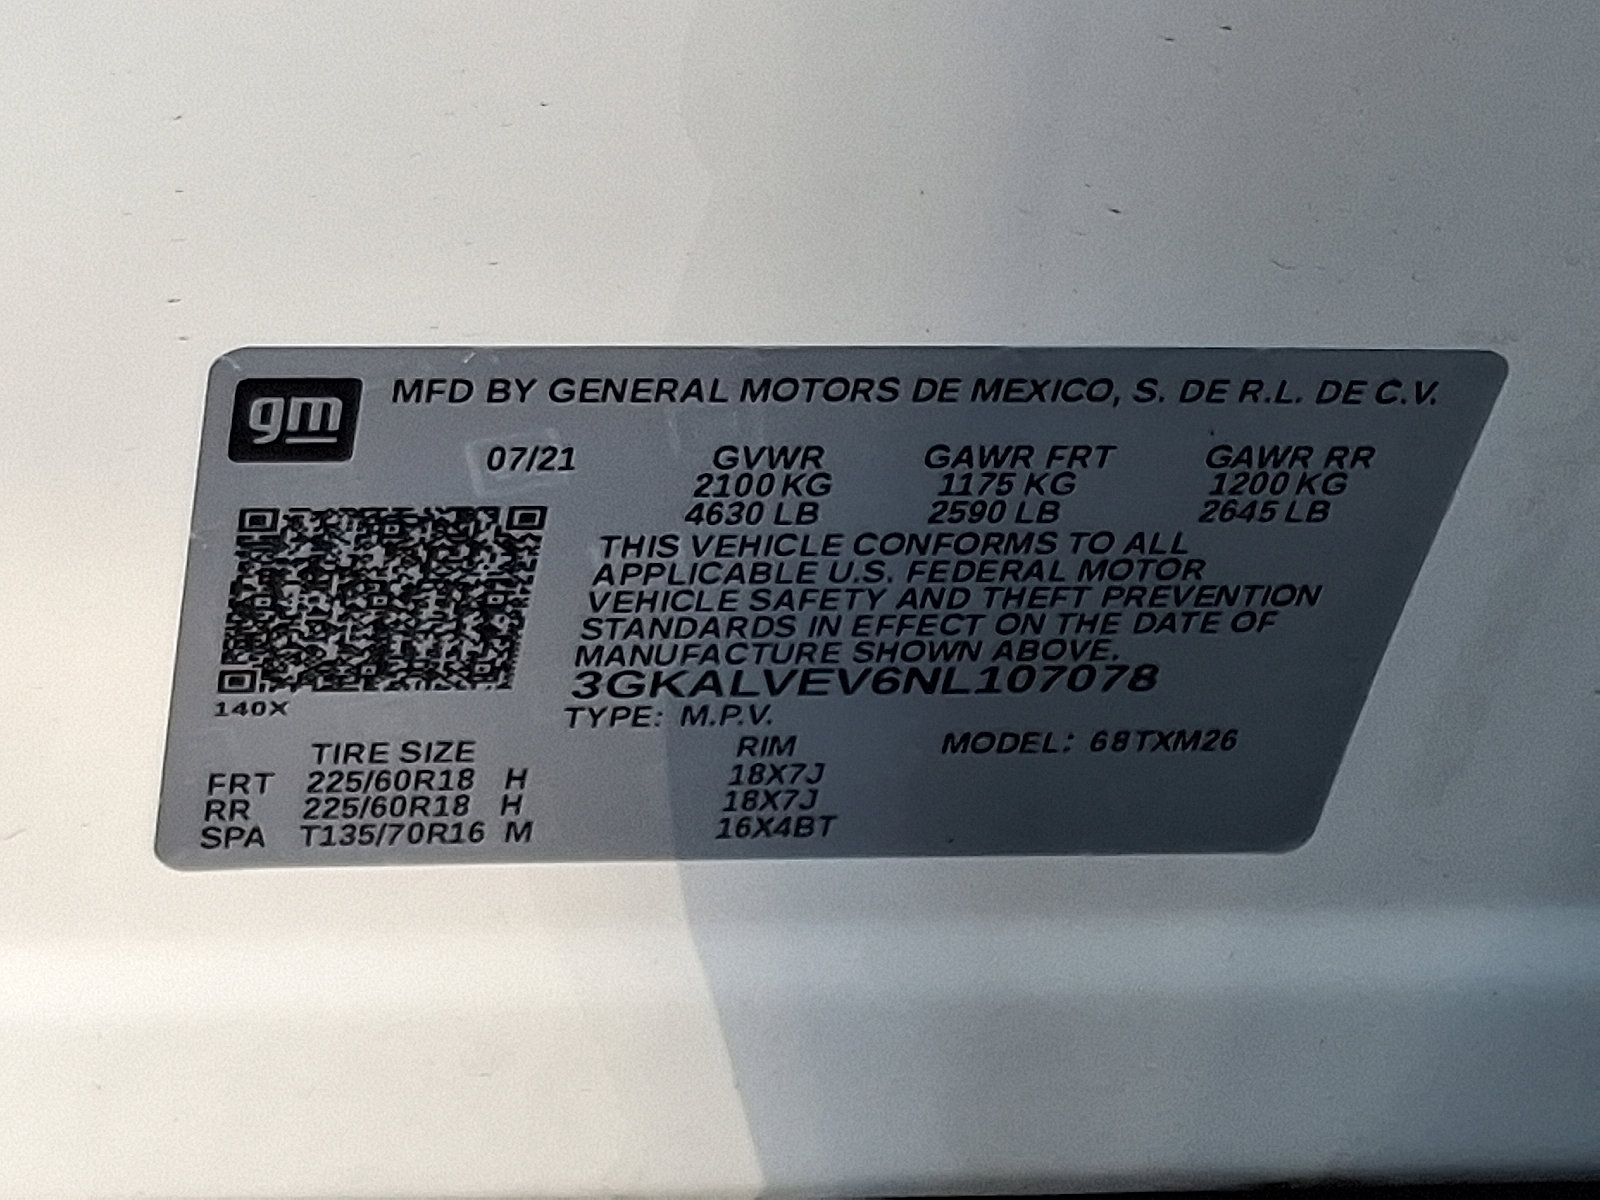 gm MFD BY GENERAL MOTORS DE MEXICO, S. DE R.L. DE C.V.
07/21 GVWR GAWR FRT GAWR RR
2100 KG 1175 KG 1200 KG
4630 LB 2590 LB 2645 LB
THIS VEHICLE CONFORMS TO ALL
APPLICABLE U.S. FEDERAL MOTOR
VEHICLE SAFETY AND THEFT PREVENTION
STANDARDS IN EFFECT ON THE DATE OF
MANUFACTURE SHOWN ABOVE.
3GKALVEV6NL107078
140X TYPE: M.P.V.
TIRE SIZE RIM MODEL: 68TXM26
FRT 225/60R18 H 18X7J
RR 225/60R18 H 18X7J
SPA T135/70R16 M 16X4BT